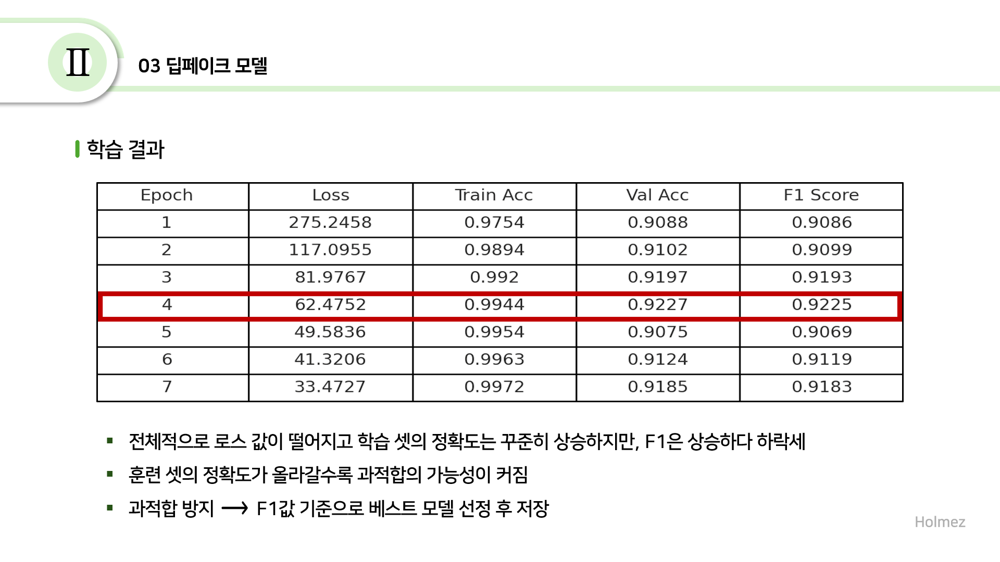 II
03 딥페이크 모델
학습 결과
Epoch Loss Train Acc Val Acc F1 Score
1 275.2458 0.9754 0.9088 0.9086
2 117.0955 0.9894 0.9102 0.9099
3 81.9767 0.992 0.9197 0.9193
4 62.4752 0.9944 0.9227 0.9225
5 49.5836 0.9954 0.9075 0.9069
6 41.3206 0.9963 0.9124 0.9119
7 33.4727 0.9972 0.9185 0.9183
▪ 전체적으로 로스 값이 떨어지고 학습 셋의 정확도는 꾸준히 상승하지만, F1은 상승하다 하락세
▪ 훈련 셋의 정확도가 올라갈수록 과적합의 가능성이 커짐
▪ 과적합 방지 → F1값 기준으로 베스트 모델 선정 후 저장
Holmez